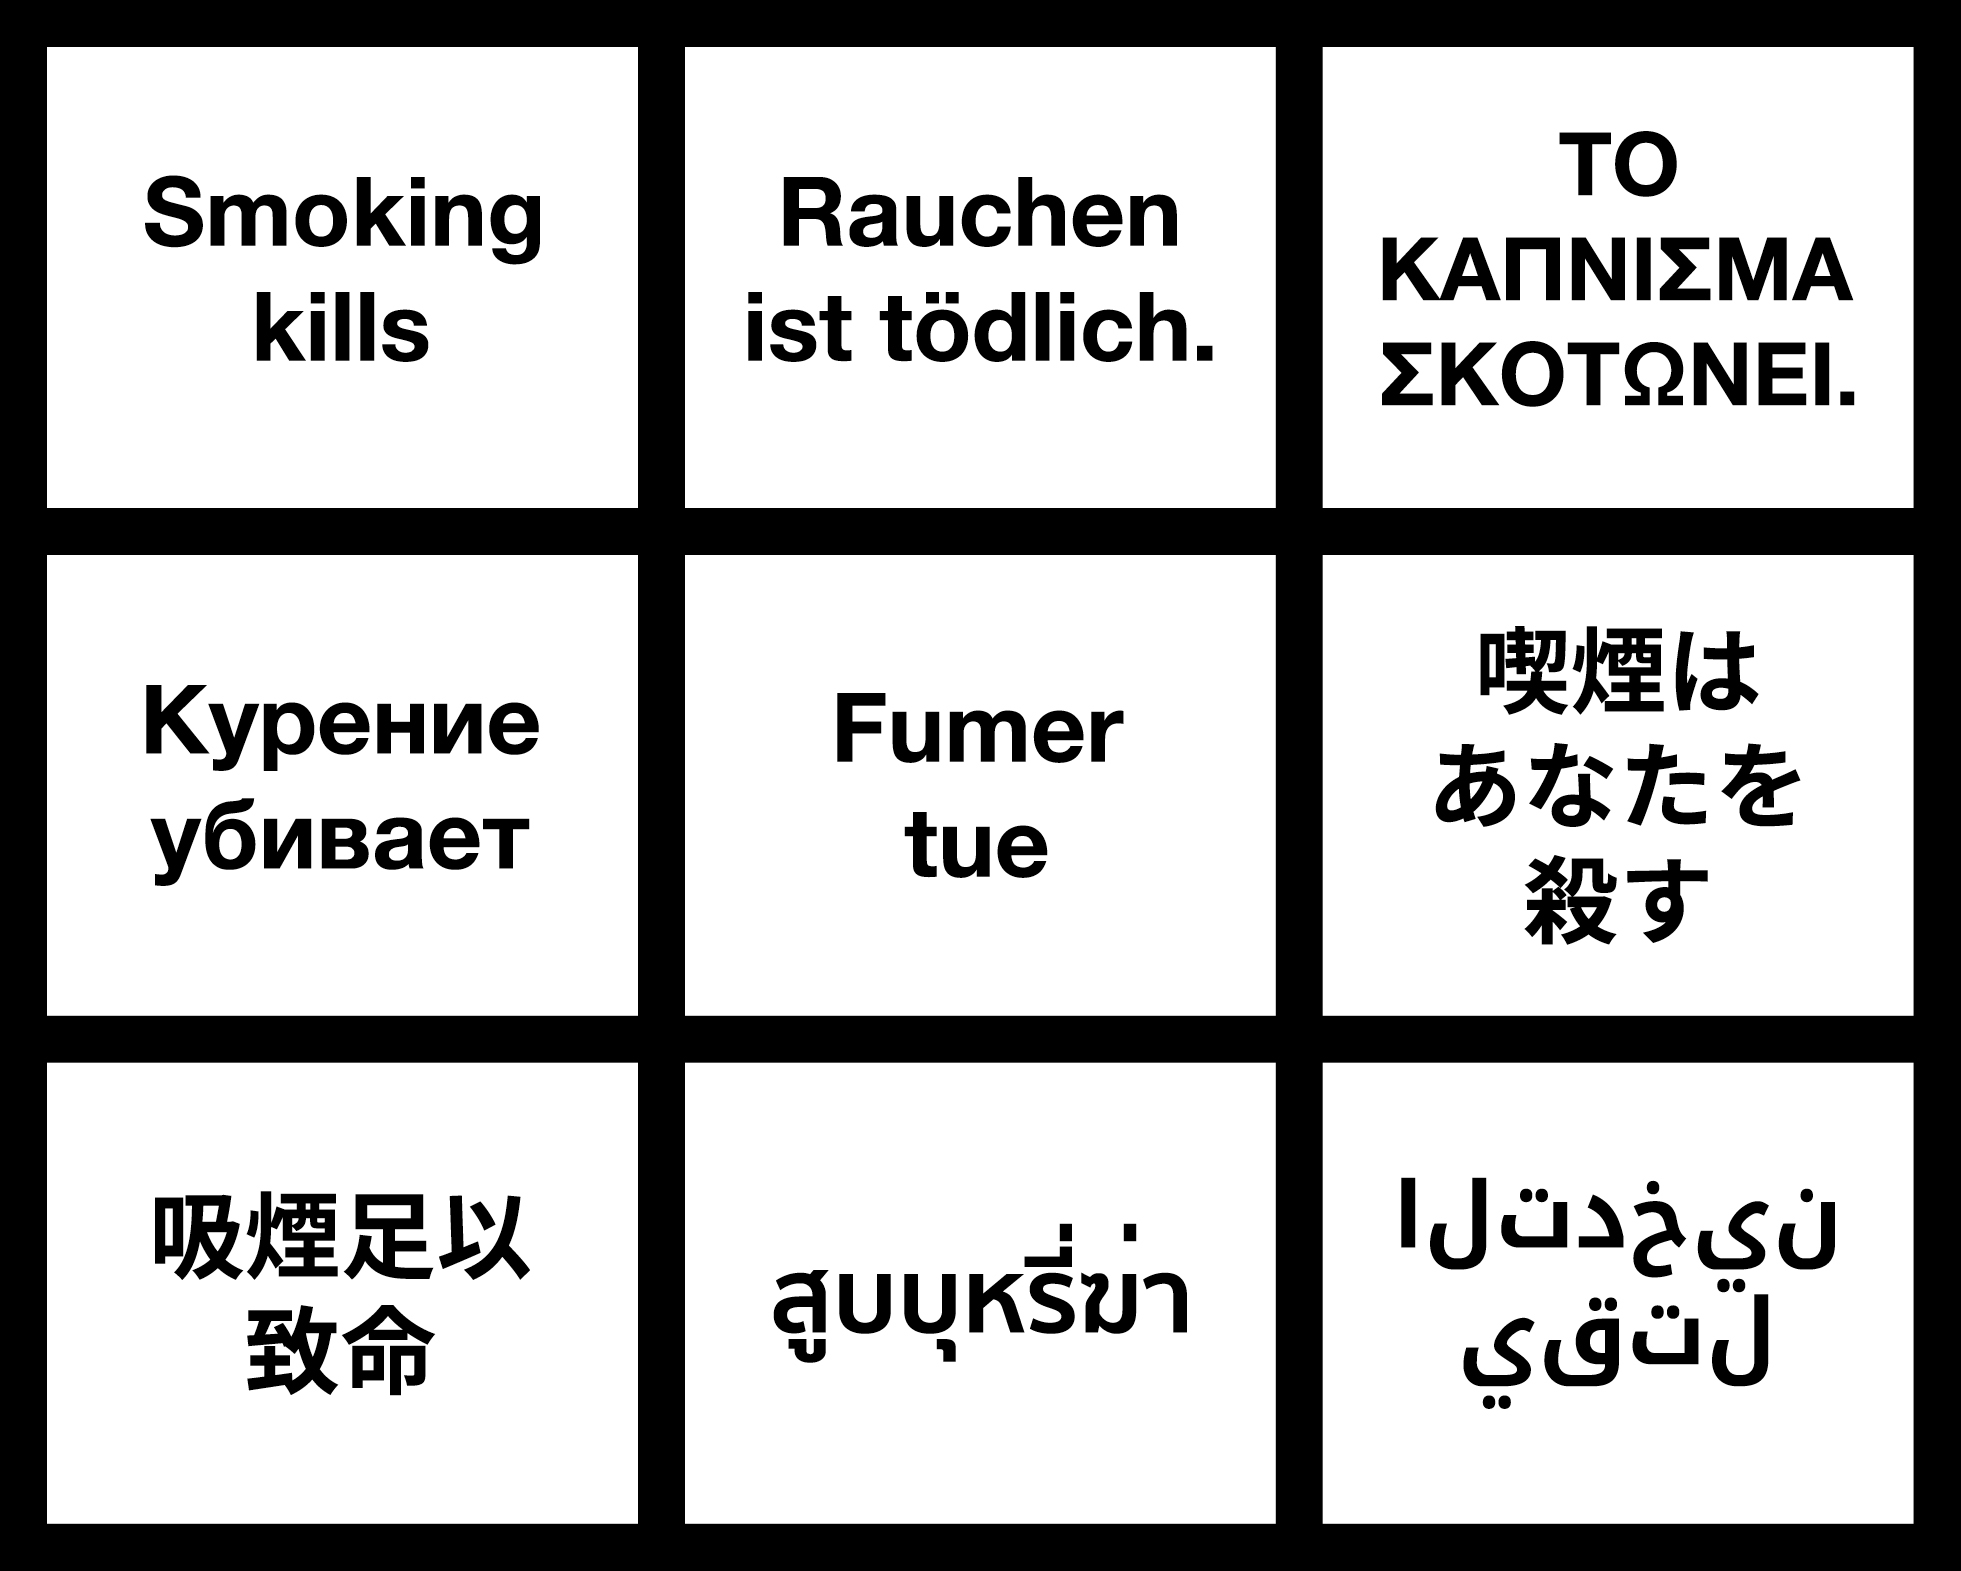 Smoking
kills
Rauchen
ist tödlich.
ΤΟ
ΚΑΠΝΙΣΜΑ
ΣΚΟΤΩΝΕΙ.
Курение
убивает
Fumer
tue
喫煙は
あなたを
殺す
吸煙足以
致命
สูบบุหรี่ฆ่า
التدخين
يقتل